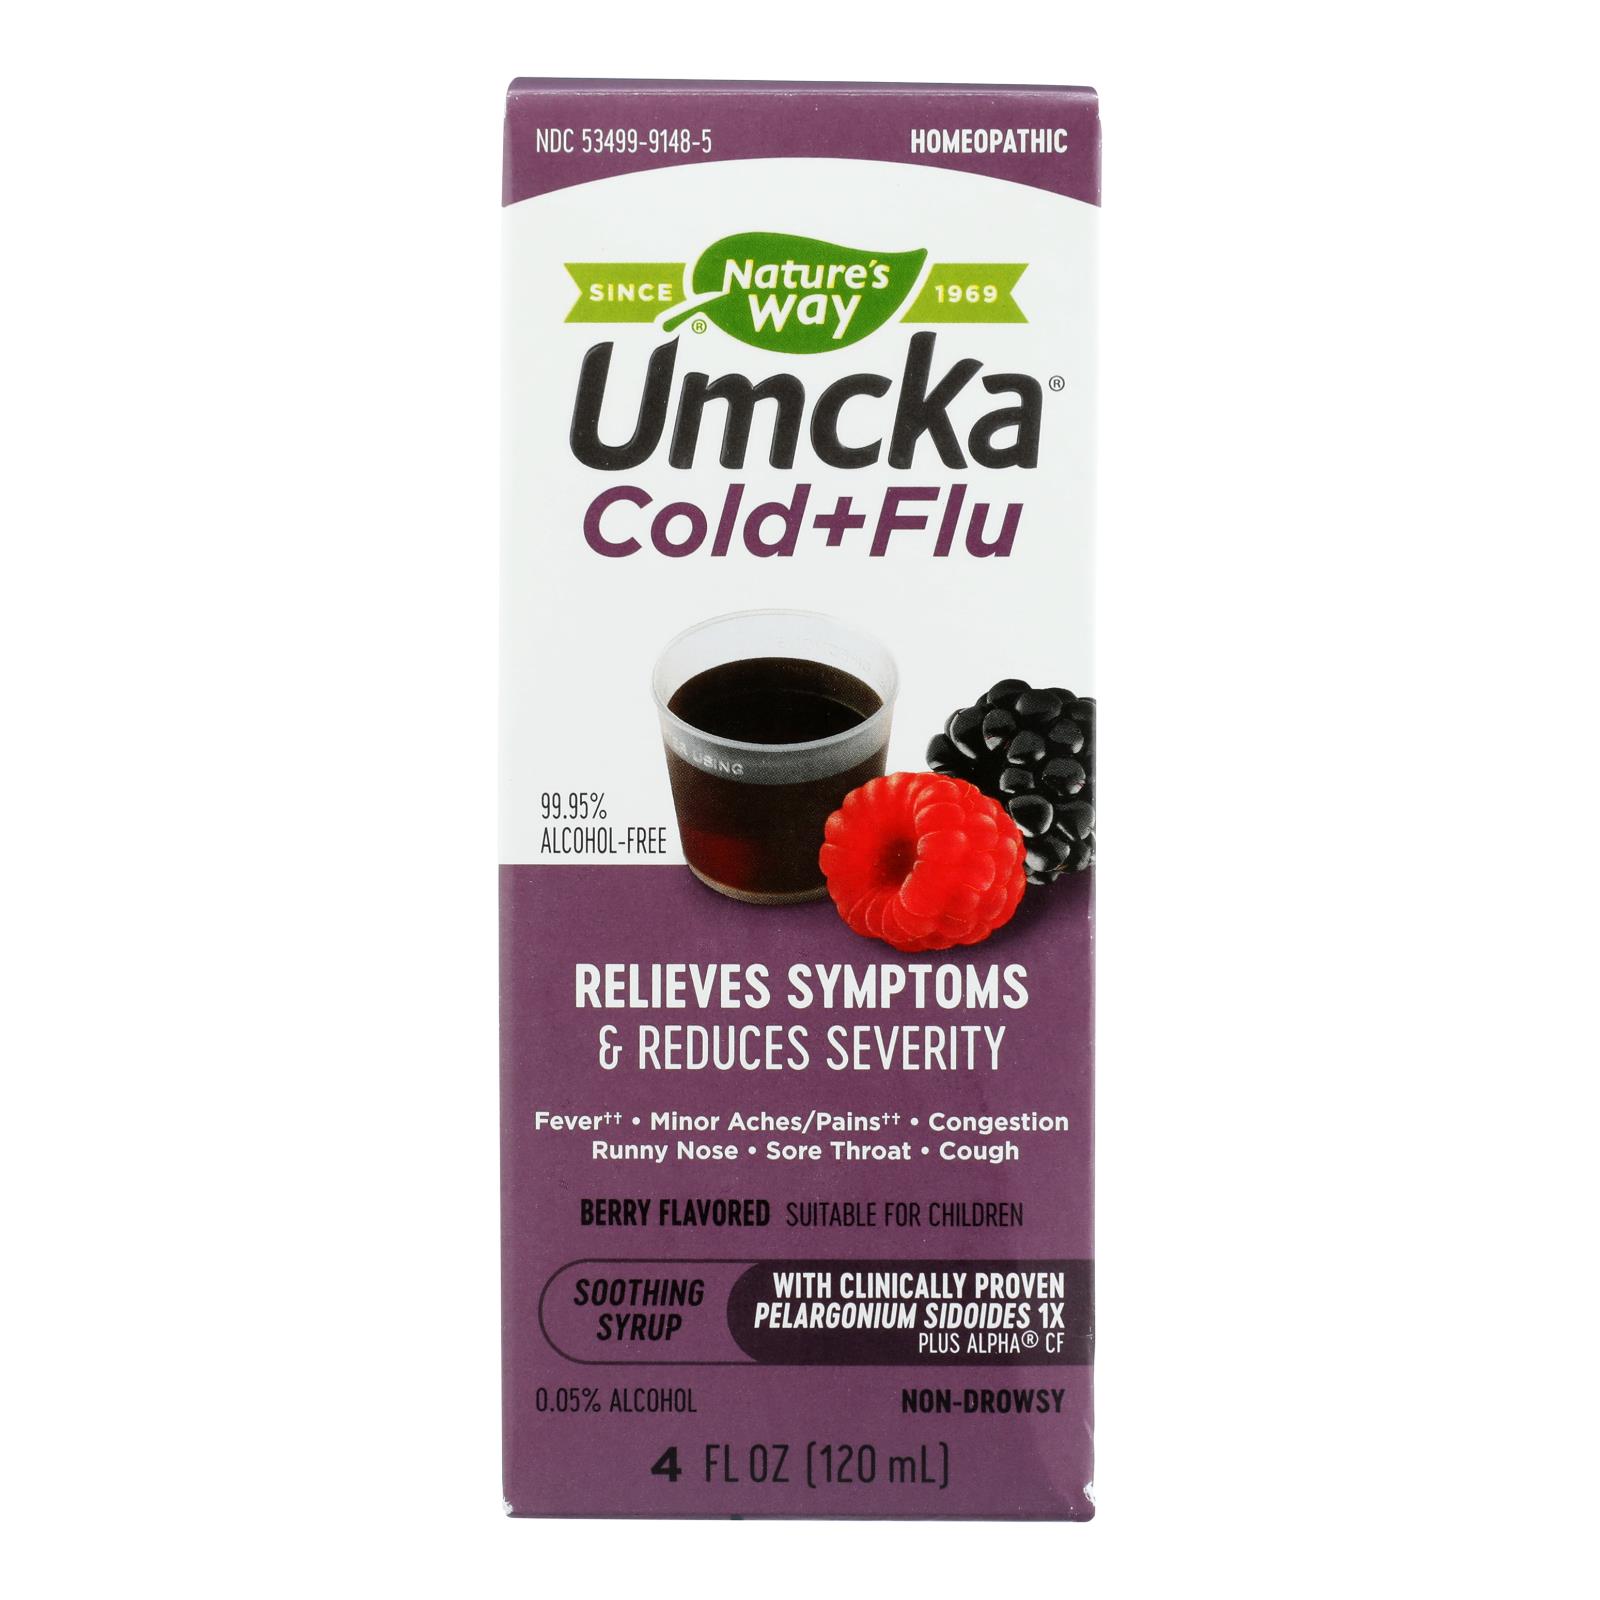 NDC 53499-9148-5
HOMEOPATHIC
SINCE
Nature's
Way®
1969
Umcka®
Cold+Flu
ER USING
99.95%
ALCOHOL-FREE
RELIEVES SYMPTOMS
& REDUCES SEVERITY
Fever†† • Minor Aches/Pains†† • Congestion
Runny Nose • Sore Throat • Cough
BERRY FLAVORED SUITABLE FOR CHILDREN
SOOTHING
SYRUP
WITH CLINICALLY PROVEN
PELARGONIUM SIDOIDES 1X
PLUS ALPHA® CF
0.05% ALCOHOL
NON-DROWSY
4 FL OZ (120 mL)